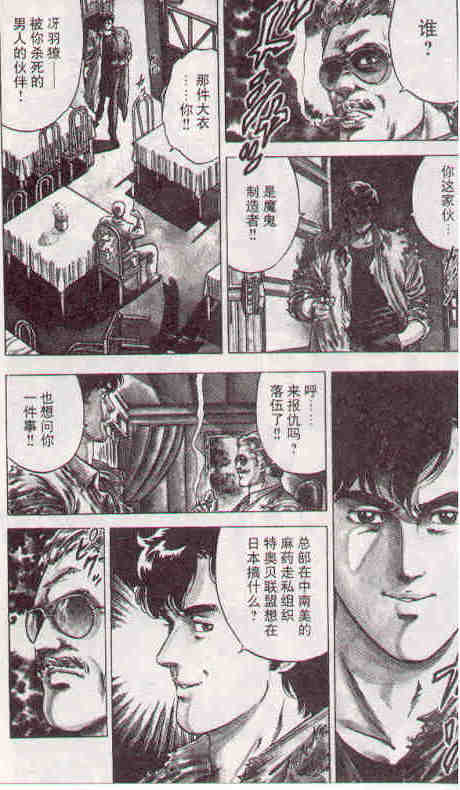 谁?
你这家伙…
是魔鬼
制造者!!
那件大衣
……你!!
冴羽獠——
被你杀死的
男人的伙伴!
呼……
来报仇吗?
落伍了!!
也想问你
一件事!!
总部在中南美的
麻药走私组织
特奥贝联盟想在
日本搞什么?